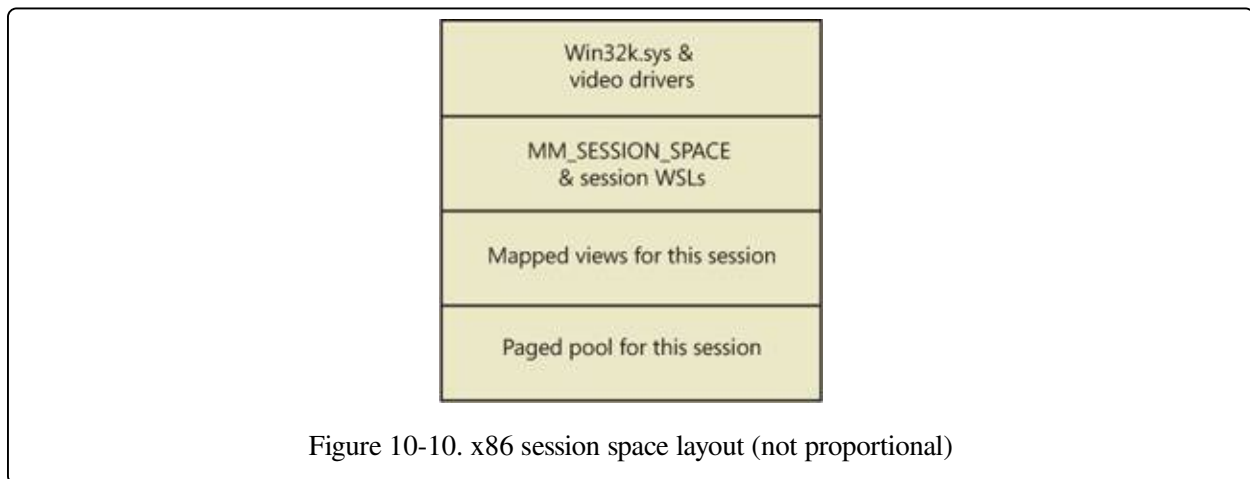 Win32k.sys &
video drivers
MM_SESSION_SPACE
& session WSLs
Mapped views for this session
Paged pool for this session
Figure 10-10. x86 session space layout (not proportional)